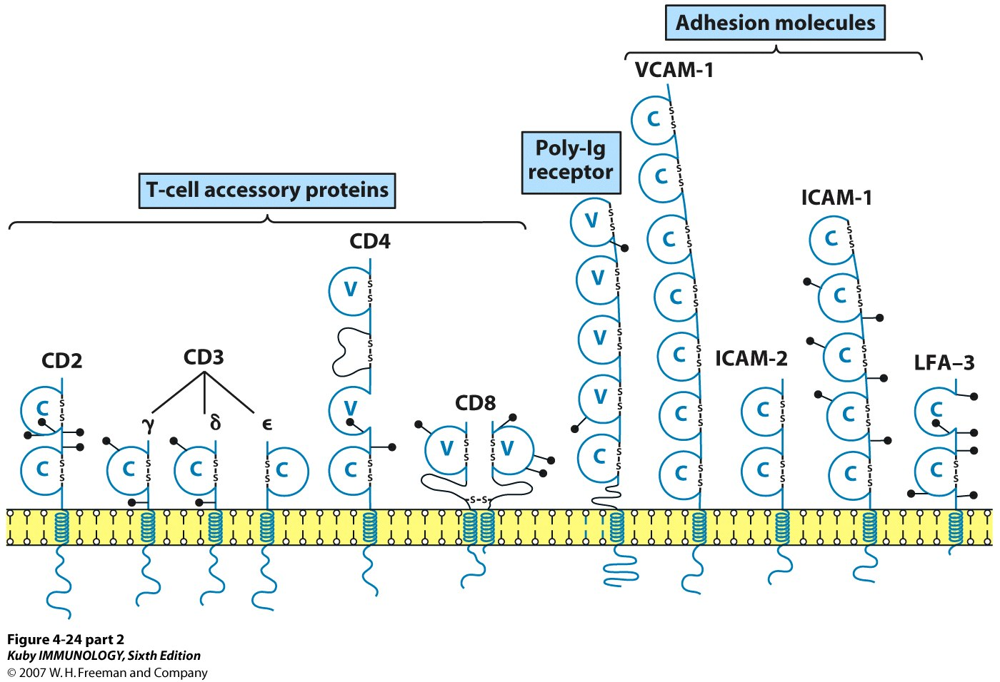 Adhesion molecules
VCAM-1
C
S
S
C
S
S
C
S
S
C
S
S
C
S
S
C
S
S
C
S
S
Poly-Ig
receptor
V
S
S
V
S
S
V
S
S
V
S
S
C
S
S
ICAM-1
C
S
S
C
S
S
C
S
S
C
S
S
C
S
S
ICAM-2
C
S
S
C
S
S
LFA–3
C
C
T-cell accessory proteins
CD2
C
S
S
C
S
S
CD3
γ
δ
ϵ
C
S
S
C
S
S
S
S
C
CD4
V
S
S
S
S
V
C
S
S
CD8
V
S
S
S
S
V
S–S
Figure 4-24 part 2
Kuby IMMUNOLOGY, Sixth Edition
© 2007 W. H. Freeman and Company